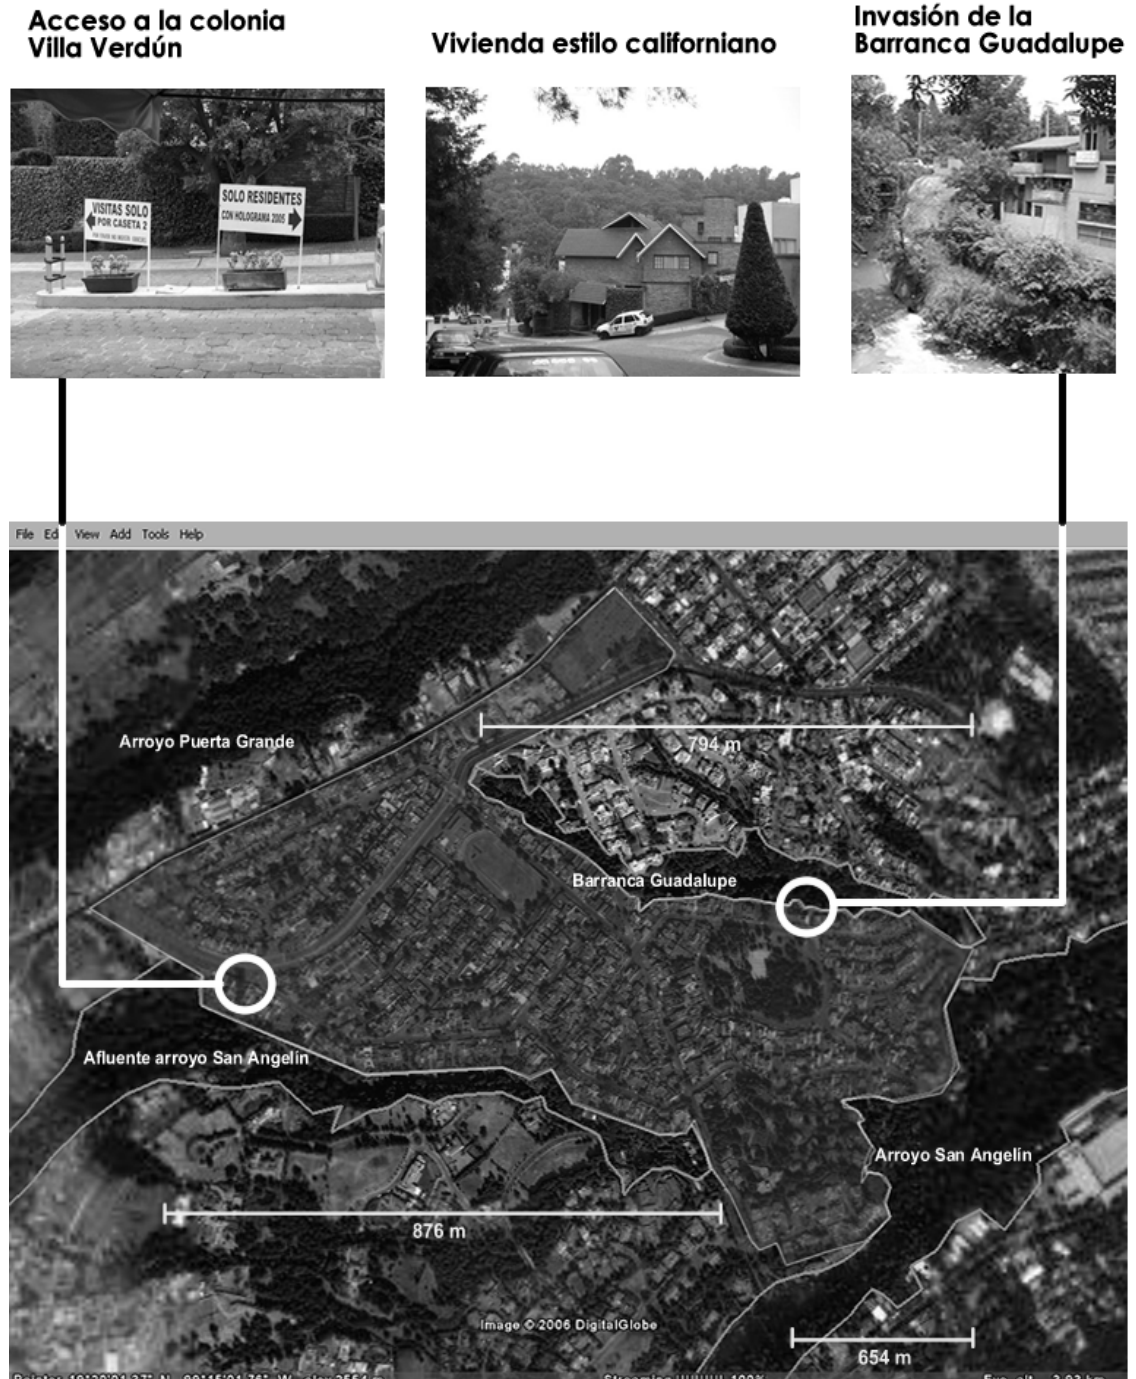 Acceso a la colonia
Villa Verdún
Vivienda estilo californiano
Invasión de la
Barranca Guadalupe
VISITAS SOLO
POR CASETA 2
SOLO RESIDENTES
CON HOLOGRAMA 2005
File Edi View Add Tools Help
Arroyo Puerta Grande
794 m
Barranca Guadalupe
Afluente arroyo San Angelín
Arroyo San Angelín
876 m
Image © 2006 DigitalGlobe
654 m